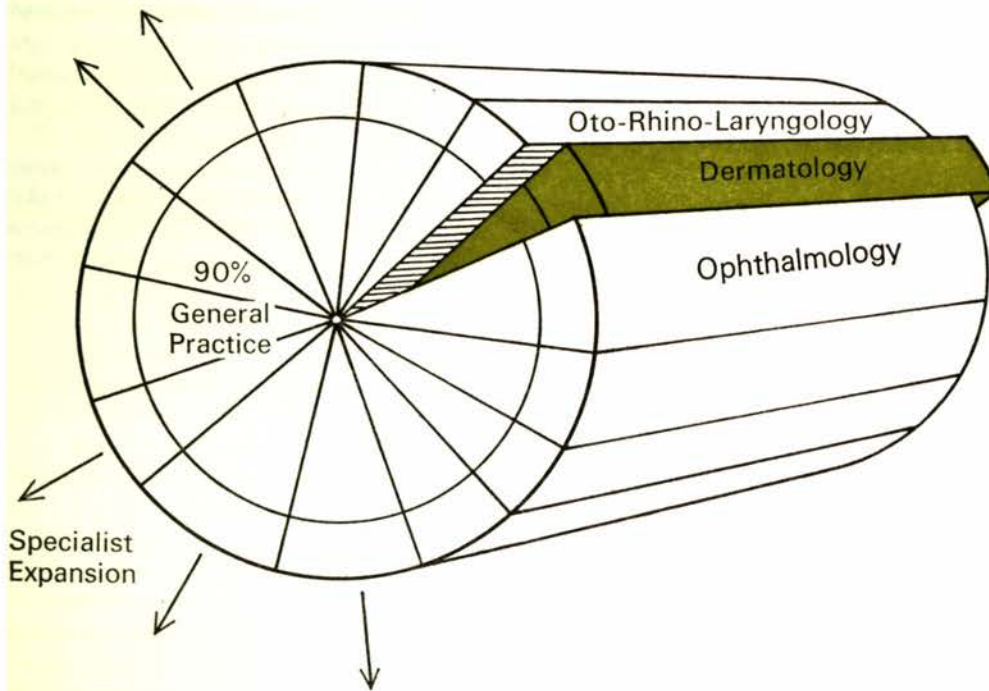 Oto-Rhino-Laryngology
Dermatology
Ophthalmology
90%
General
Practice
Specialist
Expansion